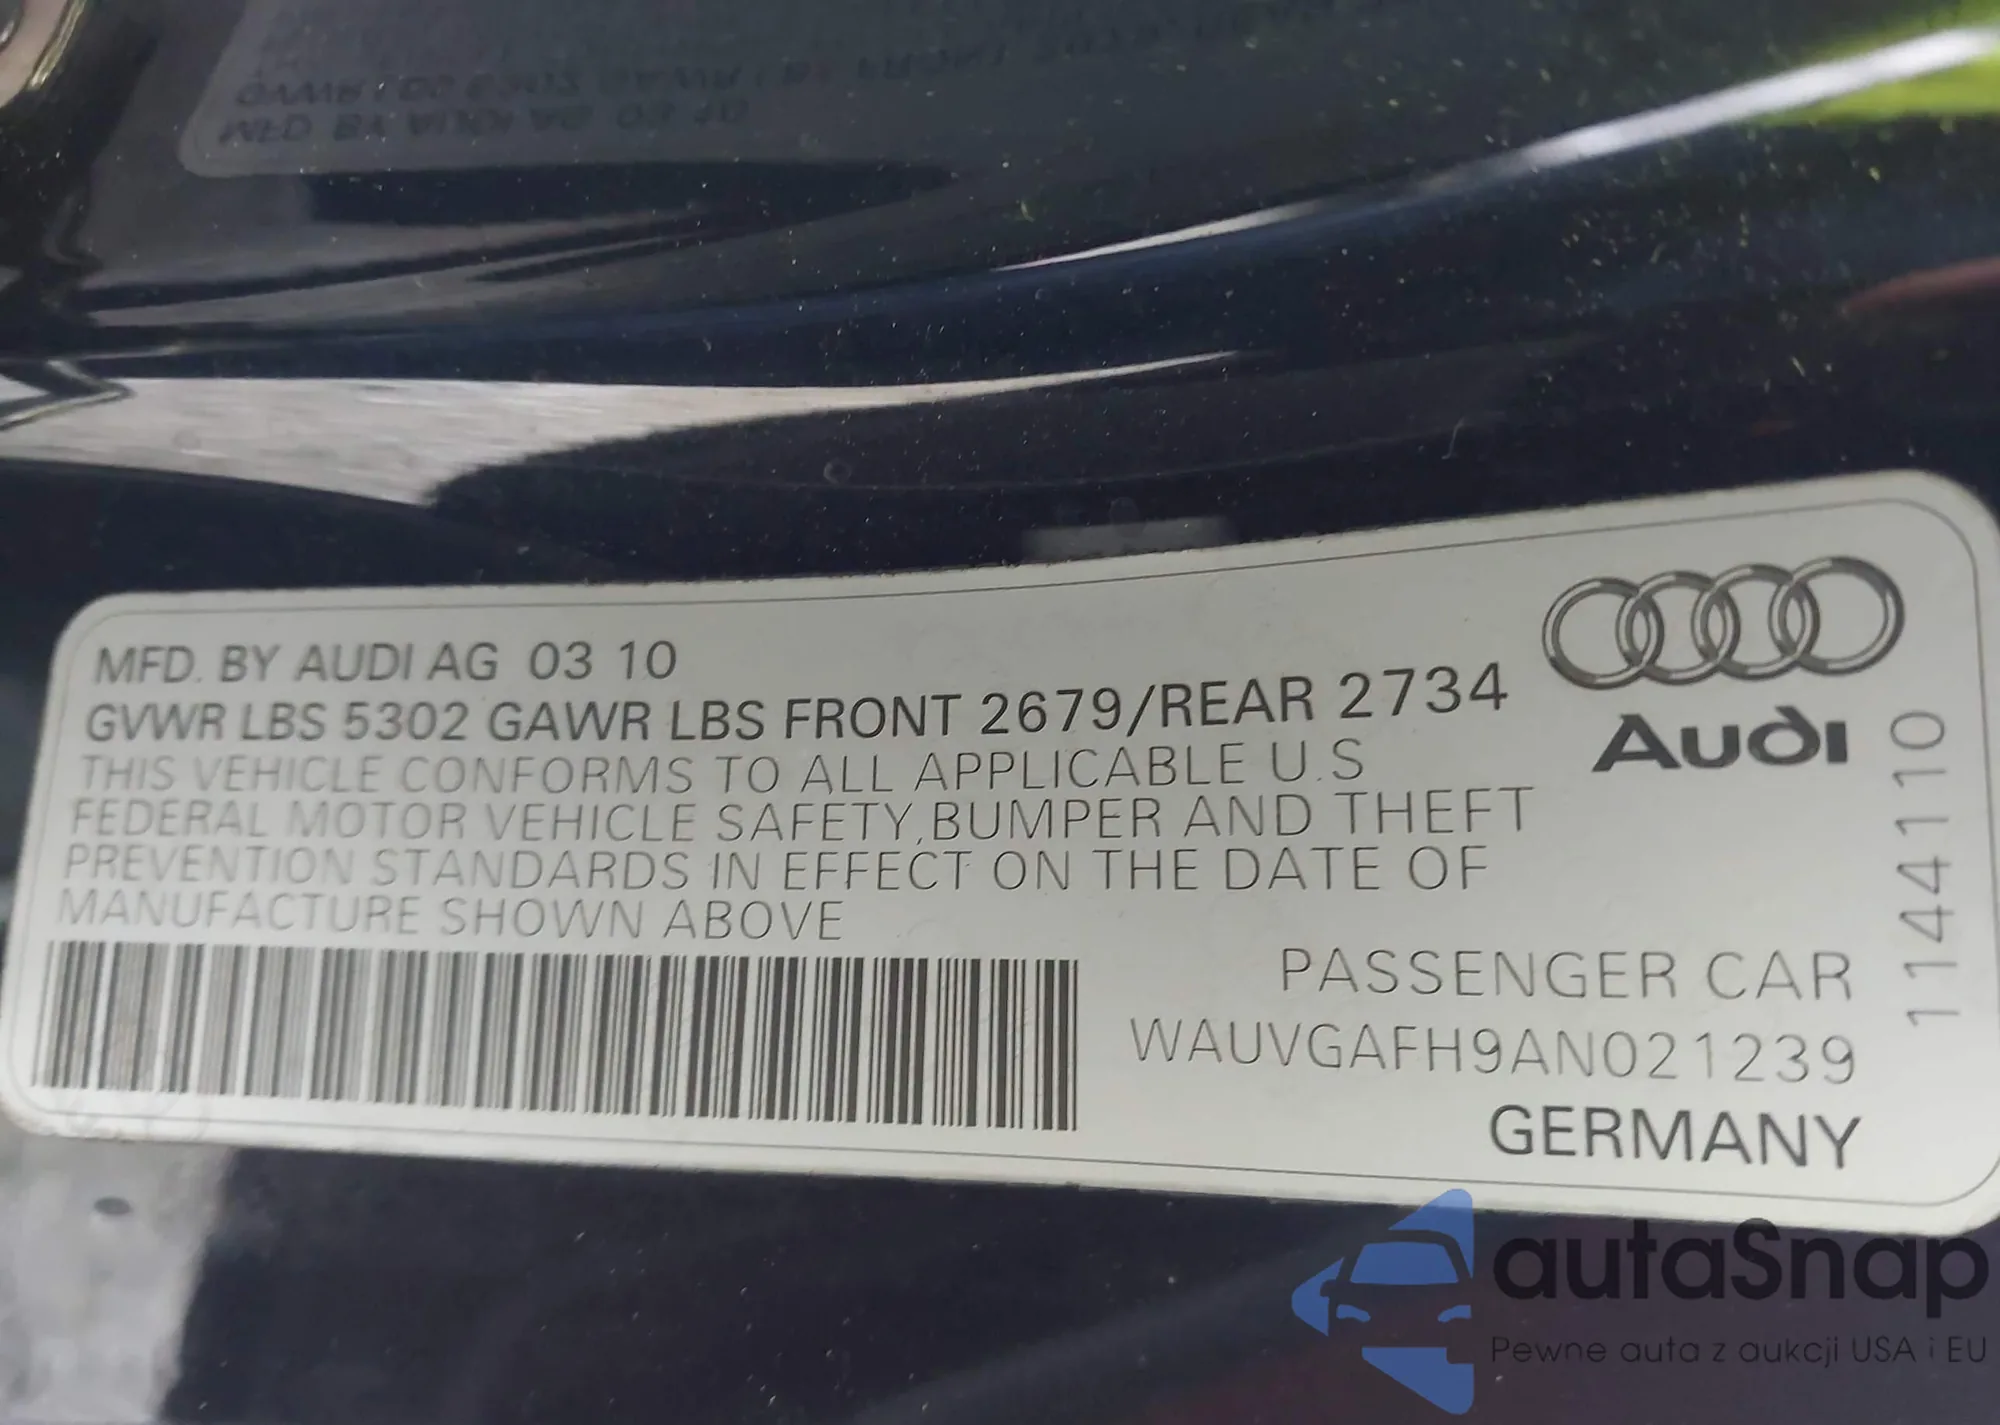 MFD. BY AUDI AG 03 10
GVWR LBS 5302 GAWR LBS FRONT 2679/REAR 2734
THIS VEHICLE CONFORMS TO ALL APPLICABLE U.S
FEDERAL MOTOR VEHICLE SAFETY,BUMPER AND THEFT
PREVENTION STANDARDS IN EFFECT ON THE DATE OF
MANUFACTURE SHOWN ABOVE
Audi
1144110
PASSENGER CAR
WAUVGAFH9AN021239
GERMANY
autaSnap
Pewne auta z aukcji USA i EU